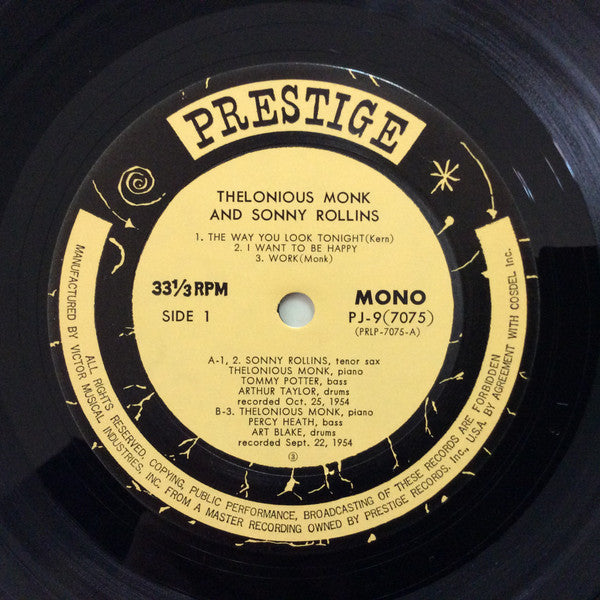 PRESTIGE
THELONIOUS MONK
AND SONNY ROLLINS
1. THE WAY YOU LOOK TONIGHT(Kern)
2. I WANT TO BE HAPPY
3. WORK(Monk)
33⅓ RPM
MONO
SIDE 1
PJ-9(7075)
(PRLP-7075-A)
A-1, 2. SONNY ROLLINS, tenor sax
THELONIOUS MONK, piano
TOMMY POTTER, bass
ARTHUR TAYLOR, drums
recorded Oct. 25, 1954
B-3. THELONIOUS MONK, piano
PERCY HEATH, bass
ART BLAKE, drums
recorded Sept. 22, 1954
③
ALL RIGHTS RESERVED. COPYING, PUBLIC PERFORMANCE, BROADCASTING OF THESE RECORDS ARE FORBIDDEN
MANUFACTURED BY VICTOR MUSICAL INDUSTRIES, INC. FROM A MASTER RECORDING OWNED BY PRESTIGE RECORDS, Inc., U.S.A. BY AGREEMENT WITH COSDEL Inc.